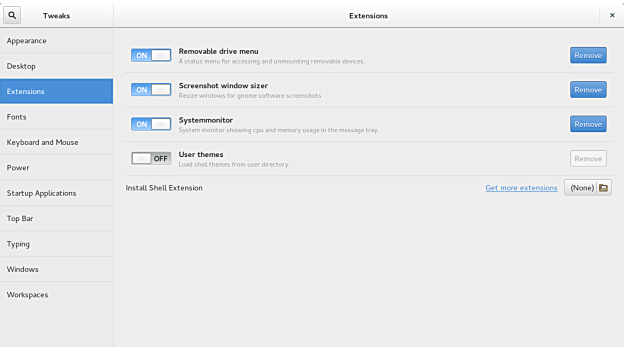 Tweaks
Extensions
Appearance
Desktop
Extensions
Fonts
Keyboard and Mouse
Power
Startup Applications
Top Bar
Typing
Windows
Workspaces
ON Removable drive menu Remove
A status menu for accessing and unmounting removable devices.
ON Screenshot window sizer Remove
Resize windows for gnome software screenshots
ON Systemmonitor Remove
System monitor showing cpu and memory usage in the message tray.
OFF User themes Remove
Load shell themes from user directory.
Install Shell Extension Get more extensions (None)